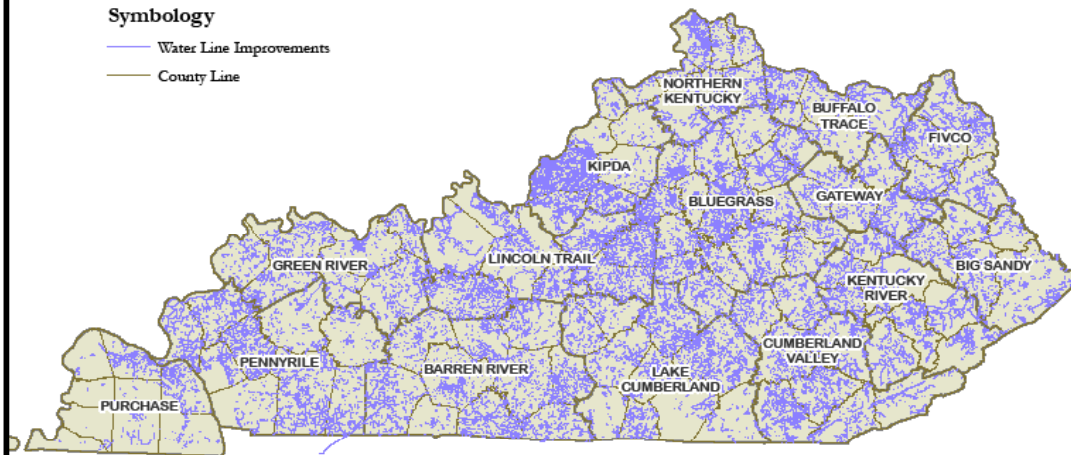 Symbology
Water Line Improvements
County Line
NORTHERN
KENTUCKY
BUFFALO
TRACE
FIVCO
KIPDA
BLUEGRASS
GATEWAY
GREEN RIVER
LINCOLN TRAIL
BIG SANDY
KENTUCKY
RIVER
PENNYRILE
BARREN RIVER
LAKE
CUMBERLAND
CUMBERLAND
VALLEY
PURCHASE